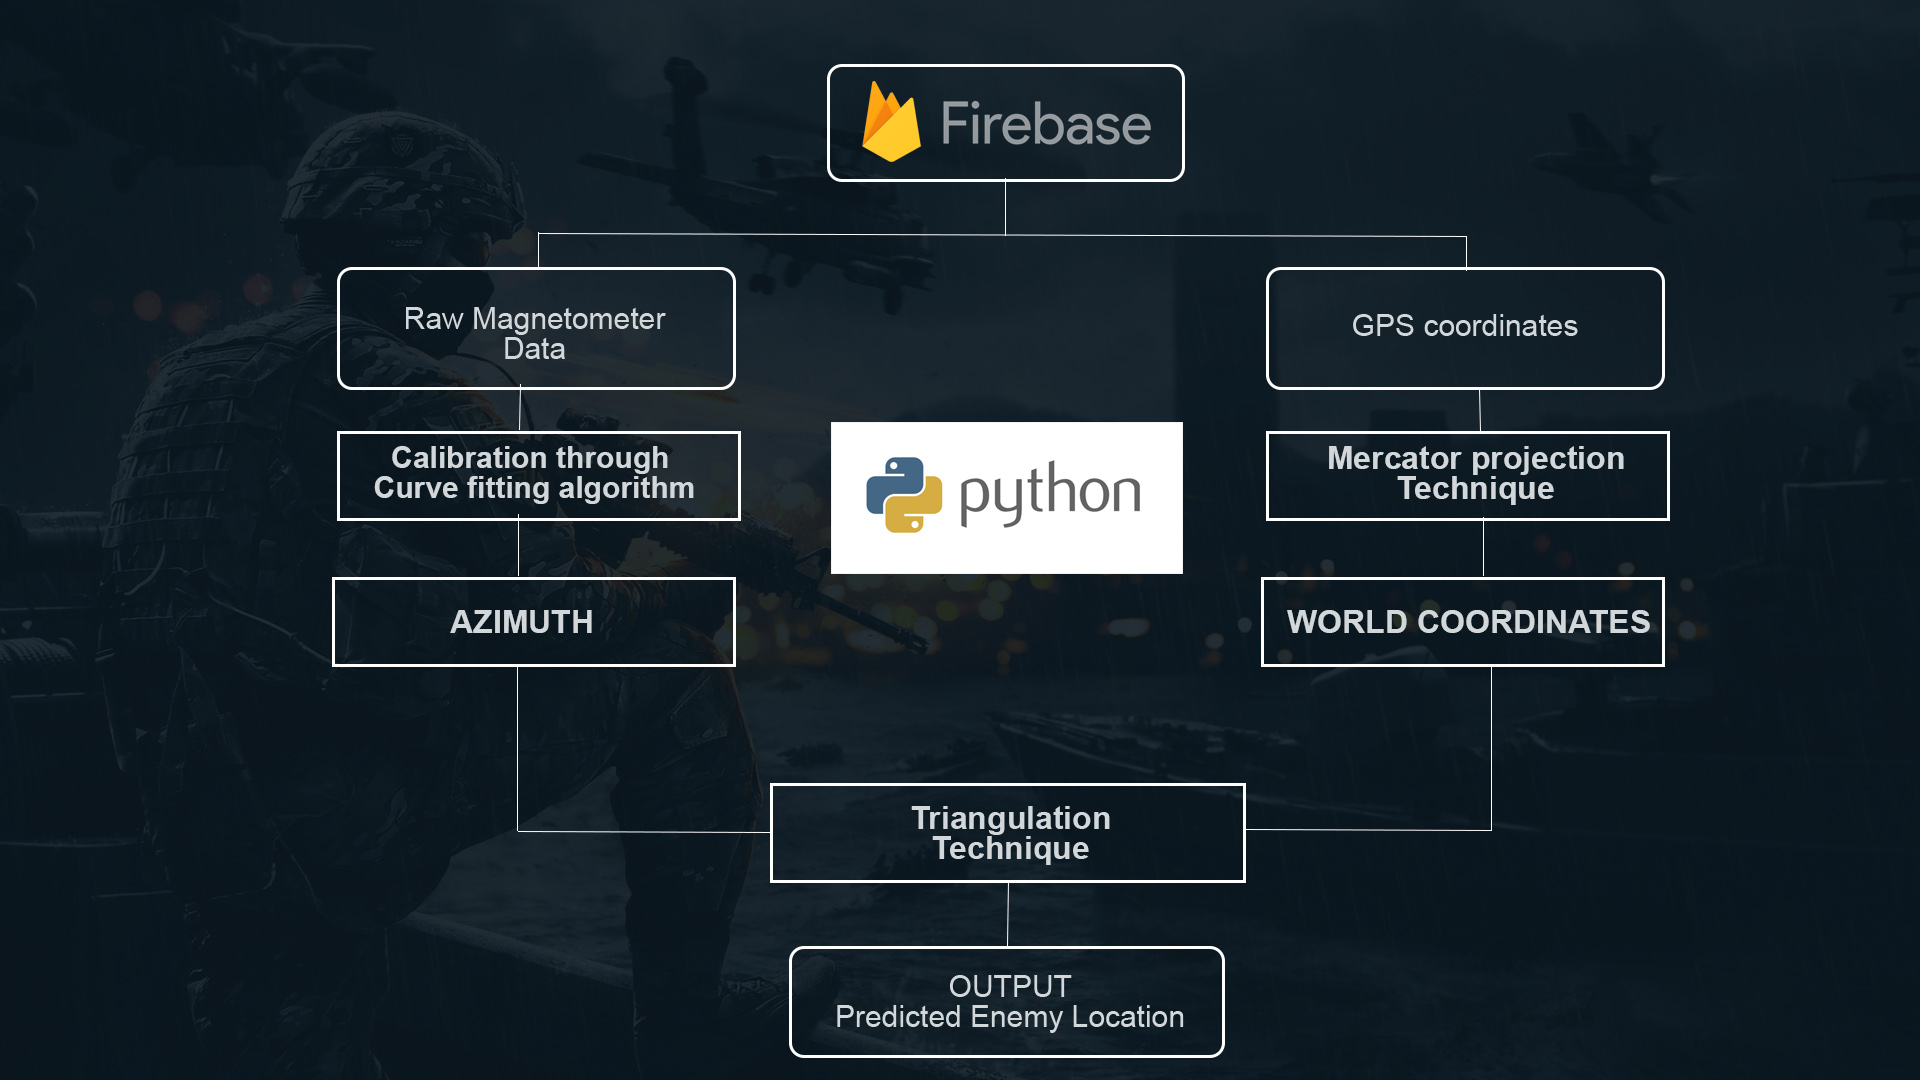 Firebase
Raw Magnetometer
Data
GPS coordinates
Calibration through
Curve fitting algorithm
python
Mercator projection
Technique
AZIMUTH
WORLD COORDINATES
Triangulation
Technique
OUTPUT
Predicted Enemy Location